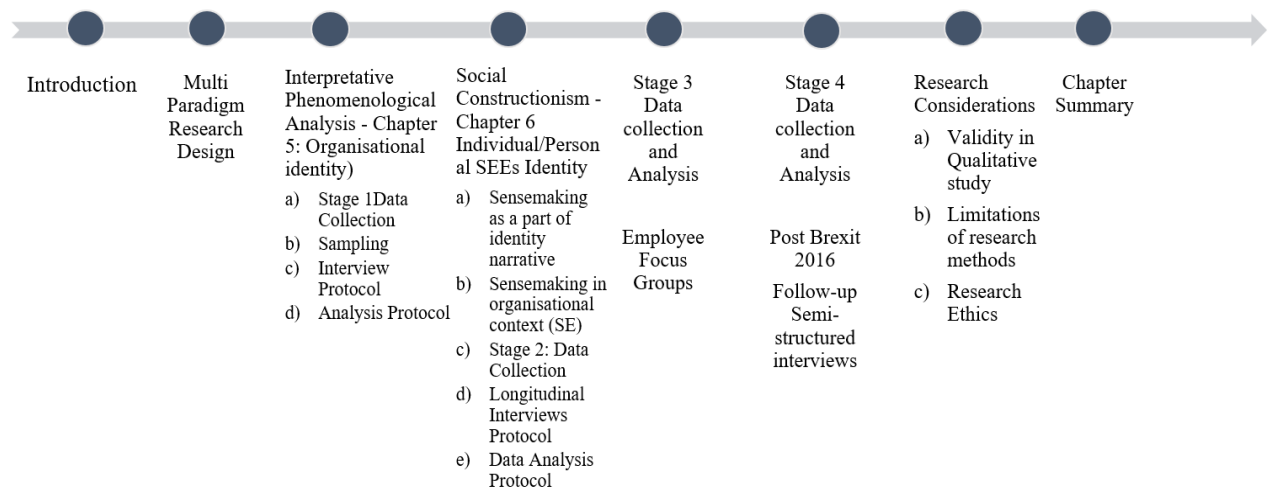 Introduction
Multi
Paradigm
Research
Design
Interpretative
Phenomenological
Analysis - Chapter
5: Organisational
identity)
a) Stage 1Data
Collection
b) Sampling
c) Interview
Protocol
d) Analysis Protocol
Social
Constructionism -
Chapter 6
Individual/Person
al SEEs Identity
a) Sensemaking
as a part of
identity
narrative
b) Sensemaking in
organisational
context (SE)
c) Stage 2: Data
Collection
d) Longitudinal
Interviews
Protocol
e) Data Analysis
Protocol
Stage 3
Data
collection
and
Analysis
Employee
Focus
Groups
Stage 4
Data
collection
and
Analysis
Post Brexit
2016
Follow-up
Semi-
structured
interviews
Research
Considerations
a) Validity in
Qualitative
study
b) Limitations
of research
methods
c) Research
Ethics
Chapter
Summary